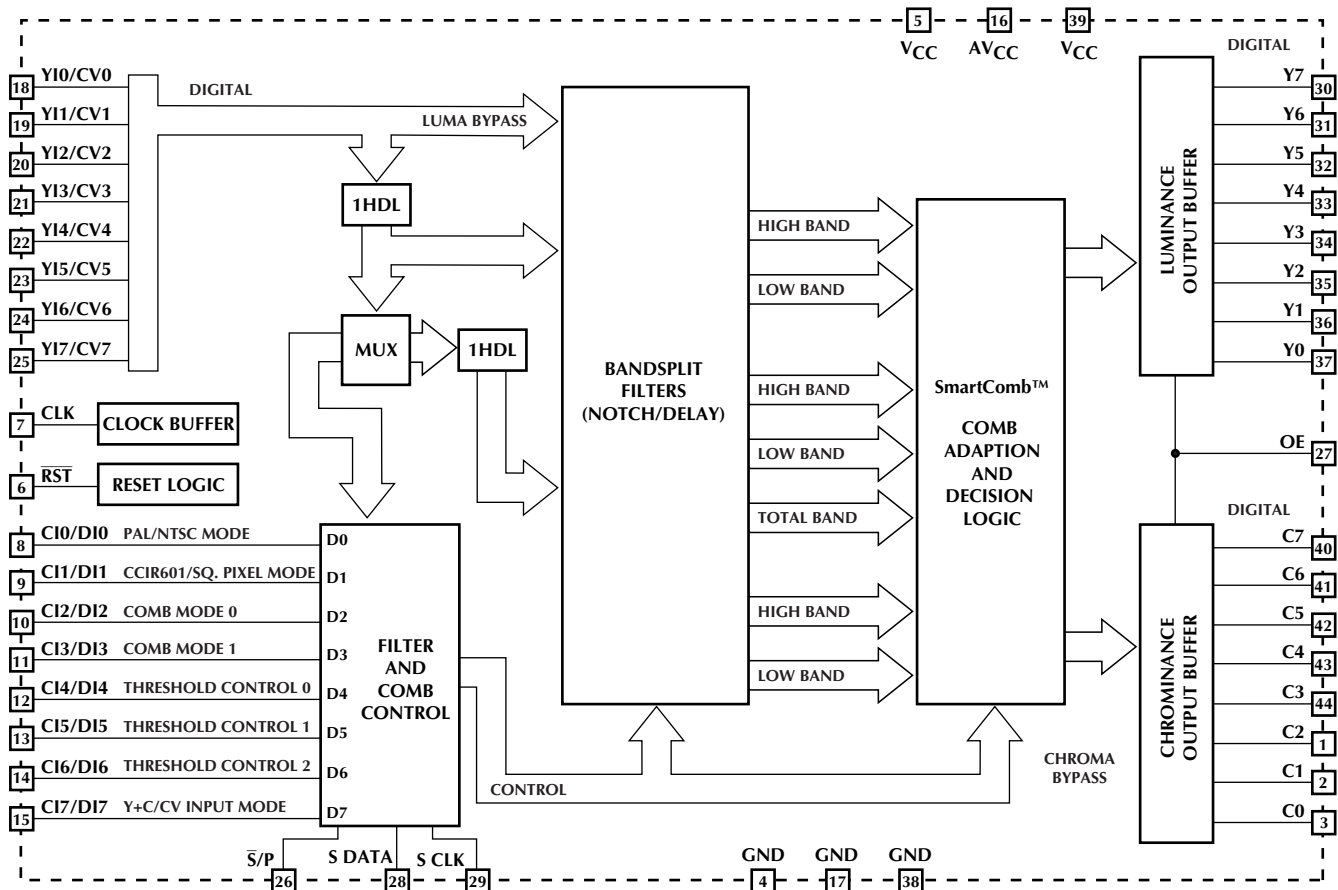 5 16 39
VCC AVCC VCC
DIGITAL
18 YI0/CV0
19 YI1/CV1
20 YI2/CV2
21 YI3/CV3
22 YI4/CV4
23 YI5/CV5
24 YI6/CV6
25 YI7/CV7
DIGITAL
LUMA BYPASS
1HDL
MUX
1HDL
7 CLK
CLOCK BUFFER
6 RST
RESET LOGIC
8 CI0/DI0 PAL/NTSC MODE D0
9 CI1/DI1 CCIR601/SQ. PIXEL MODE D1
10 CI2/DI2 COMB MODE 0 D2
11 CI3/DI3 COMB MODE 1 D3
12 CI4/DI4 THRESHOLD CONTROL 0 D4
13 CI5/DI5 THRESHOLD CONTROL 1 D5
14 CI6/DI6 THRESHOLD CONTROL 2 D6
15 CI7/DI7 Y+C/CV INPUT MODE D7
FILTER
AND
COMB
CONTROL
S/P S DATA S CLK
26 28 29
CONTROL
BANDSPLIT
FILTERS
(NOTCH/DELAY)
HIGH BAND
LOW BAND
HIGH BAND
LOW BAND
TOTAL BAND
HIGH BAND
LOW BAND
SmartComb™
COMB
ADAPTION
AND
DECISION
LOGIC
CHROMA
BYPASS
LUMINANCE
OUTPUT BUFFER
Y7 30
Y6 31
Y5 32
Y4 33
Y3 34
Y2 35
Y1 36
Y0 37
OE 27
DIGITAL
CHROMINANCE
OUTPUT BUFFER
C7 40
C6 41
C5 42
C4 43
C3 44
C2 1
C1 2
C0 3
GND GND GND
4 17 38